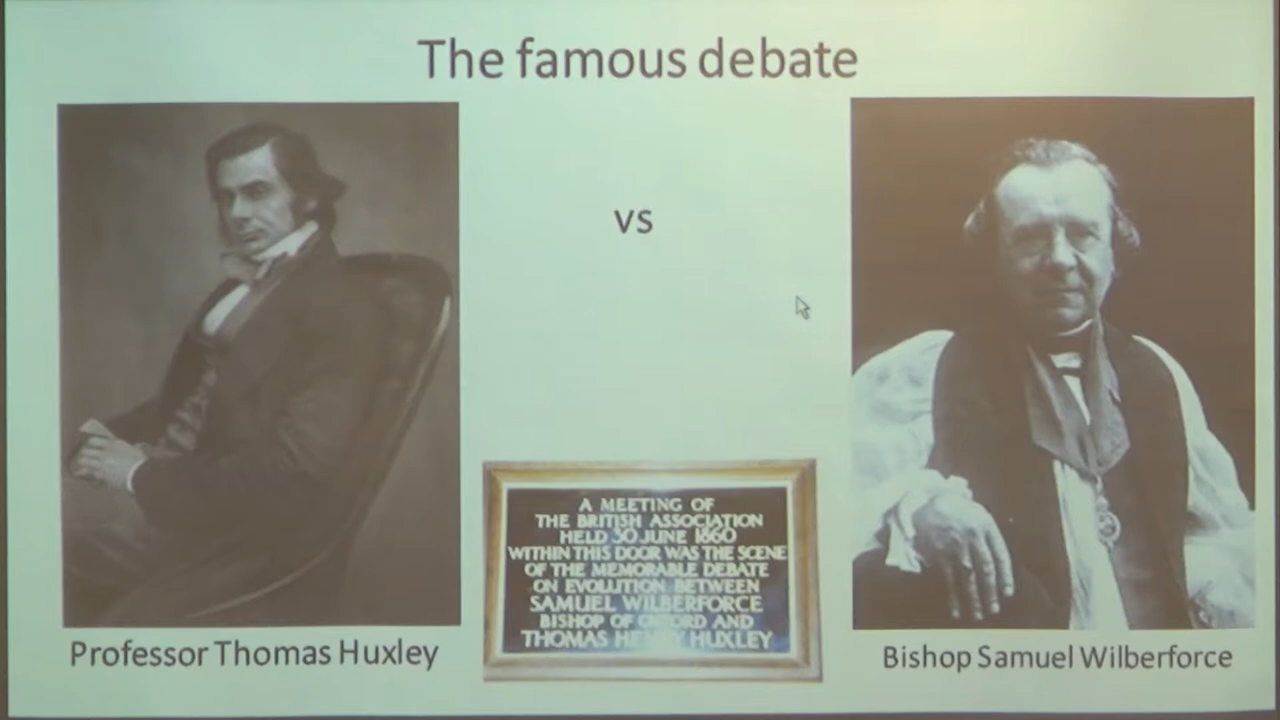 The famous debate
vs
A MEETING OF
THE BRITISH ASSOCIATION
HELD 30 JUNE 1860
WITHIN THIS DOOR WAS THE SCENE
OF THE MEMORABLE DEBATE
ON EVOLUTION BETWEEN
SAMUEL WILBERFORCE
BISHOP OF OXFORD AND
THOMAS HENRY HUXLEY
Professor Thomas Huxley
Bishop Samuel Wilberforce